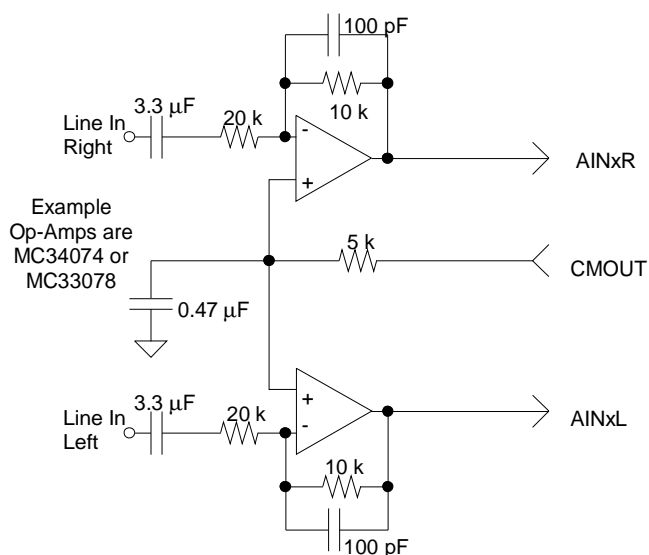 100 pF
10 k
3.3 μF
20 k
Line In
Right
-
+
AINxR
Example
Op-Amps are
MC34074 or
MC33078
5 k
CMOUT
0.47 μF
3.3 μF
20 k
Line In
Left
+
-
AINxL
10 k
100 pF